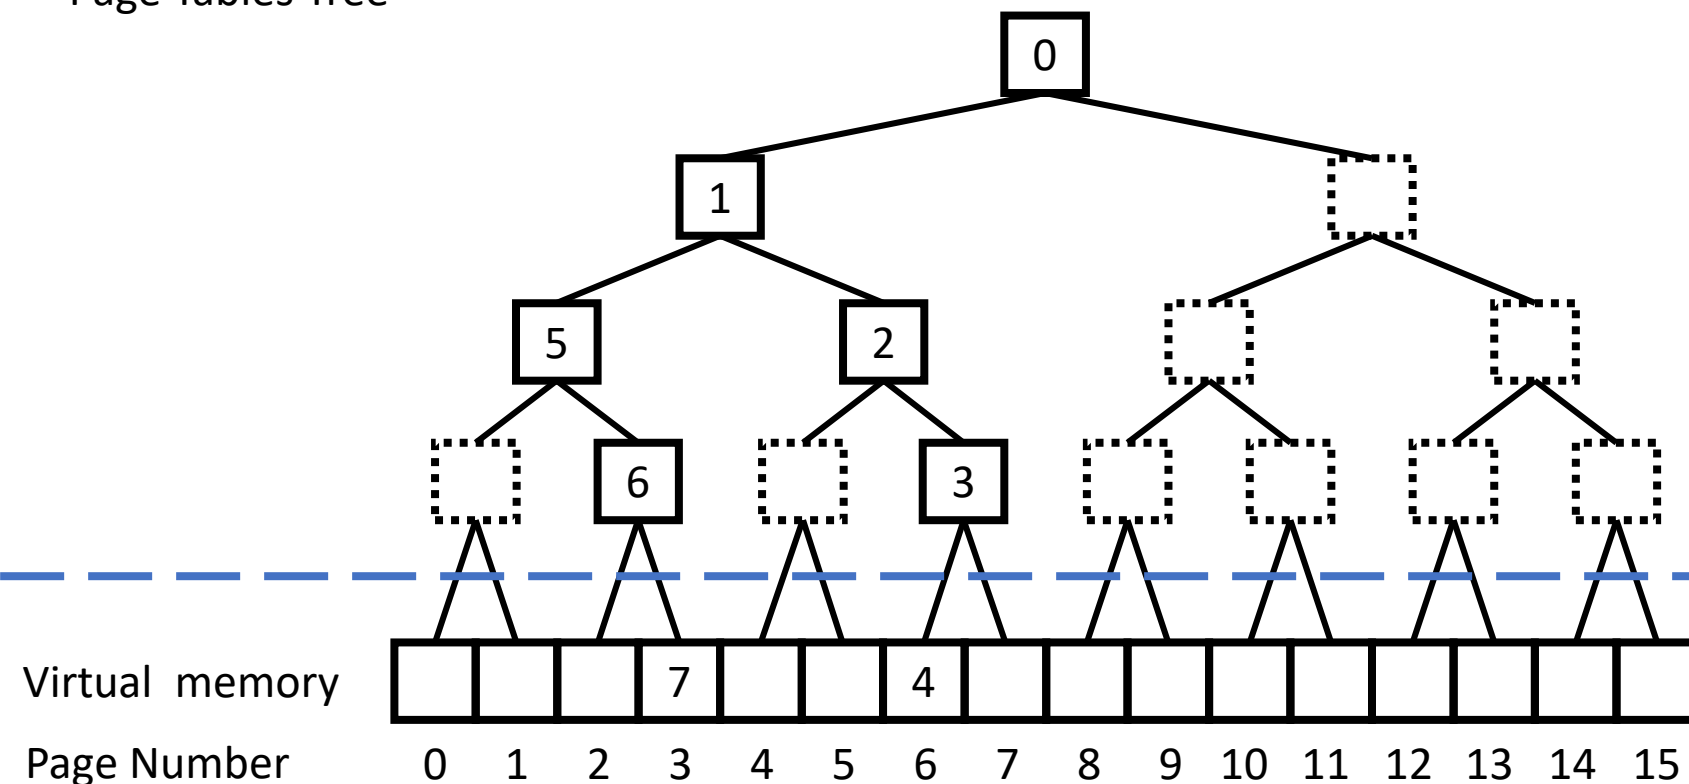 Page Tables Tree
0
1
5 2
6 3
Virtual memory 7 4
Page Number 0 1 2 3 4 5 6 7 8 9 10 11 12 13 14 15